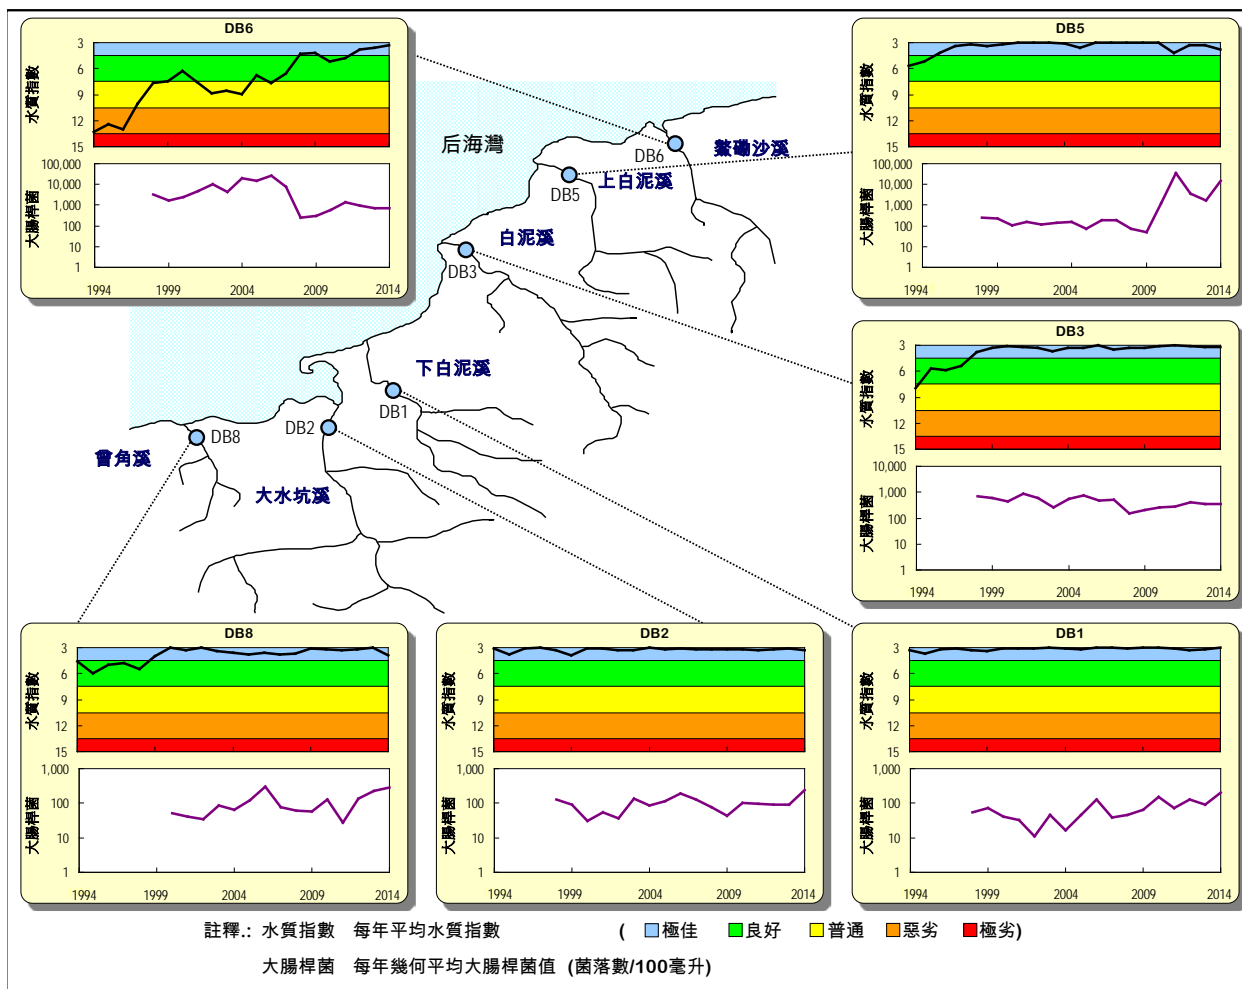 DB6
水質指數
3
6
9
12
15
大腸桿菌
100,000
10,000
1,000
100
10
1
1994
1999
2004
2009
2014
DB5
水質指數
3
6
9
12
15
大腸桿菌
100,000
10,000
1,000
100
10
1
1994
1999
2004
2009
2014
后海灣
DB6
鰲磡沙溪
DB5
上白泥溪
白泥溪
DB3
下白泥溪
DB1
DB2
DB8
曾角溪
大水坑溪
DB3
水質指數
3
6
9
12
15
大腸桿菌
10,000
1,000
100
10
1
1994
1999
2004
2009
2014
DB8
水質指數
3
6
9
12
15
大腸桿菌
1,000
100
10
1
1994
1999
2004
2009
2014
DB2
水質指數
3
6
9
12
15
大腸桿菌
1,000
100
10
1
1994
1999
2004
2009
2014
DB1
水質指數
3
6
9
12
15
大腸桿菌
1,000
100
10
1
1994
1999
2004
2009
2014
註釋.: 水質指數 每年平均水質指數 ( 極佳 良好 普通 惡劣 極劣)
大腸桿菌 每年幾何平均大腸桿菌值 (菌落數/100毫升)